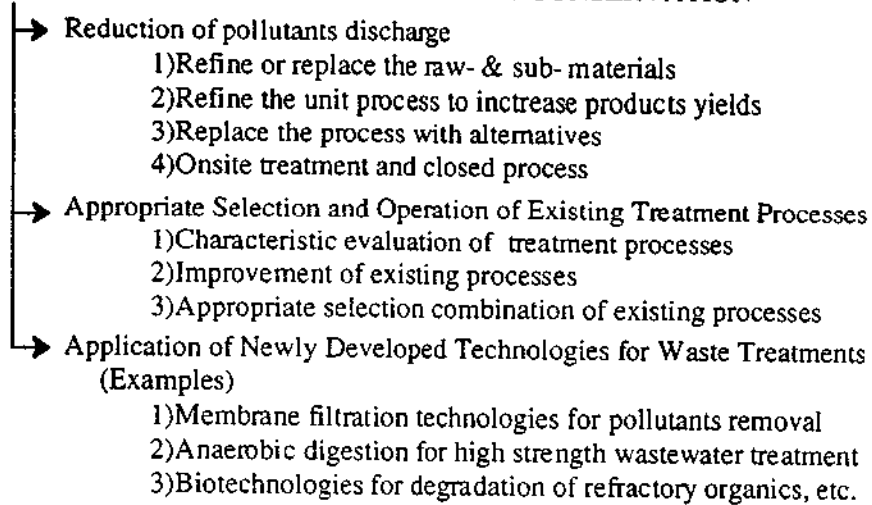 Reduction of pollutants discharge
1)Refine or replace the raw- & sub- materials
2)Refine the unit process to inctrease products yields
3)Replace the process with alternatives
4)Onsite treatment and closed process
Appropriate Selection and Operation of Existing Treatment Processes
1)Characteristic evaluation of treatment processes
2)Improvement of existing processes
3)Appropriate selection combination of existing processes
Application of Newly Developed Technologies for Waste Treatments
(Examples)
1)Membrane filtration technologies for pollutants removal
2)Anaerobic digestion for high strength wastewater treatment
3)Biotechnologies for degradation of refractory organics, etc.